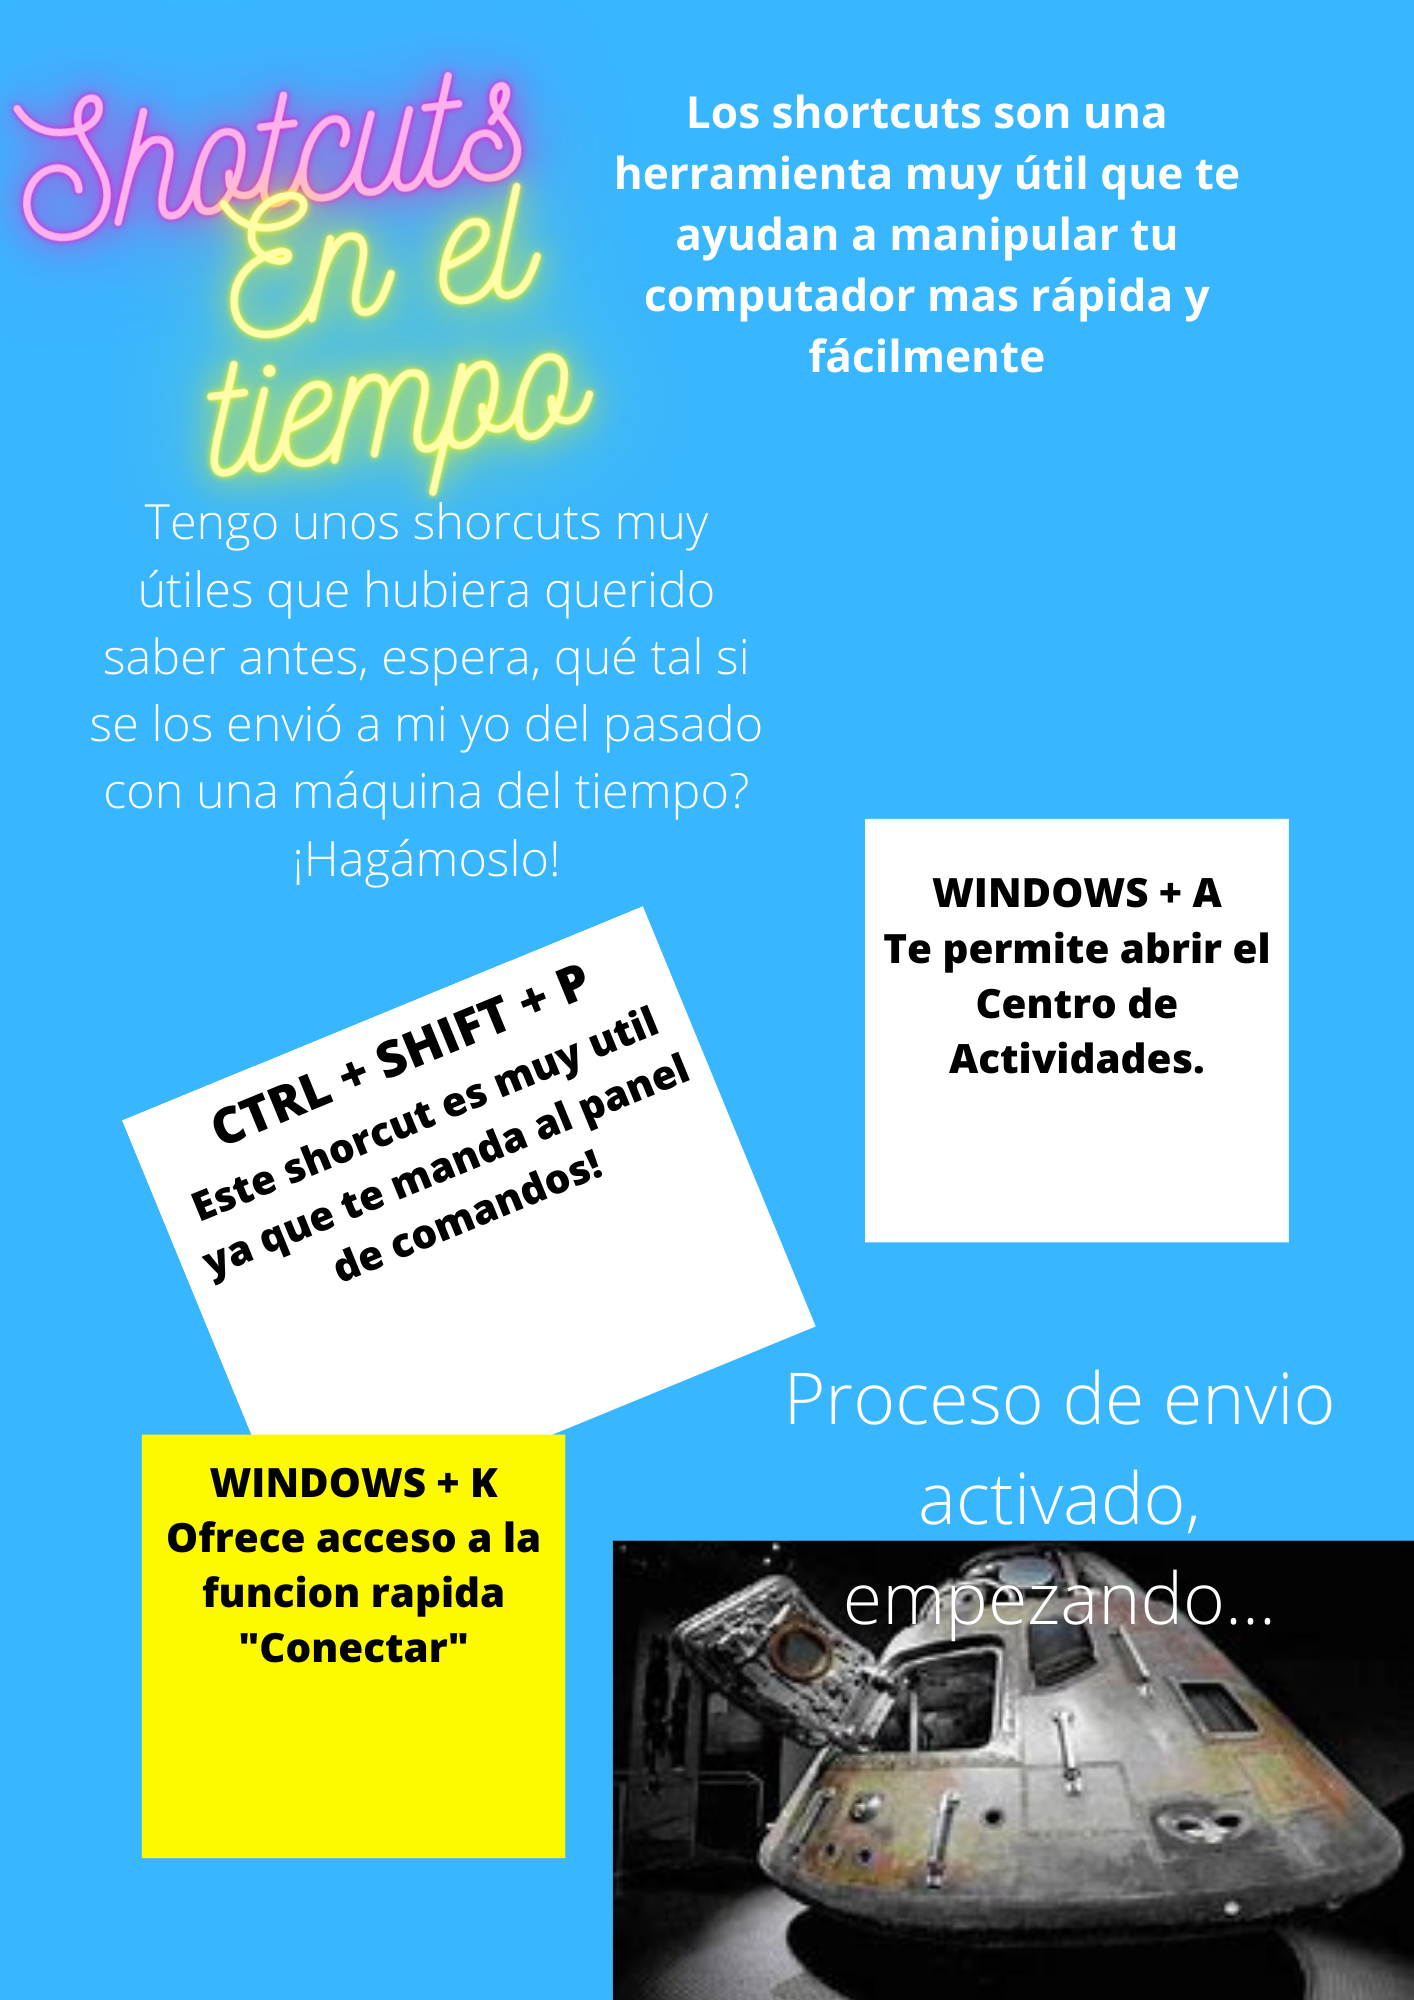 Shotcuts
En el
tiempo
Los shortcuts son una
herramienta muy útil que te
ayudan a manipular tu
computador mas rápida y
fácilmente
Tengo unos shorcuts muy
útiles que hubiera querido
saber antes, espera, qué tal si
se los envió a mi yo del pasado
con una máquina del tiempo?
¡Hagámoslo!
WINDOWS + A
Te permite abrir el
Centro de
Actividades.
CTRL + SHIFT + P
Este shorcut es muy util
ya que te manda al panel
de comandos!
WINDOWS + K
Ofrece acceso a la
funcion rapida
"Conectar"
Proceso de envio
activado,
empezando...